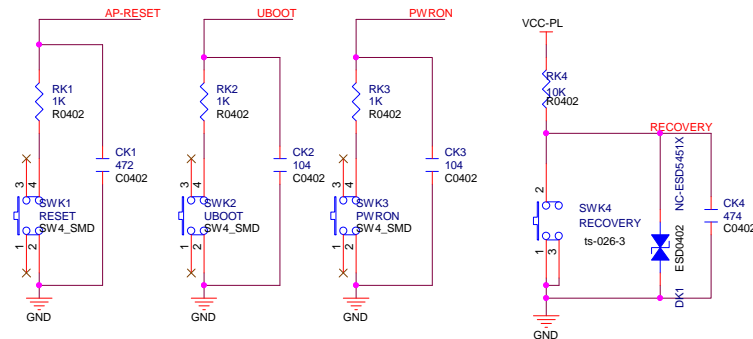 AP-RESET
RK1
1K
R0402
CK1
472
C0402
3
4
SWK1
RESET
SW4_SMD
1
2
GND
UBOOT
RK2
1K
R0402
CK2
104
C0402
3
4
SWK2
UBOOT
SW4_SMD
1
2
GND
PWRON
RK3
1K
R0402
CK3
104
C0402
3
4
SWK3
PWRON
SW4_SMD
1
2
GND
VCC-PL
RK4
10K
R0402
RECOVERY
2
SWK4
RECOVERY
ts-026-3
1
3
DK1
NC-ESD5451X
ESD0402
CK4
474
C0402
GND